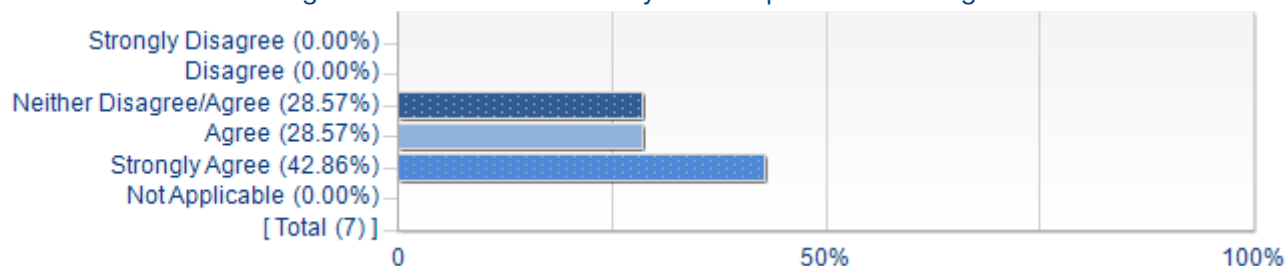 Strongly Disagree (0.00%)
Disagree (0.00%)
Neither Disagree/Agree (28.57%)
Agree (28.57%)
Strongly Agree (42.86%)
Not Applicable (0.00%)
[ Total (7) ]
0 50% 100%